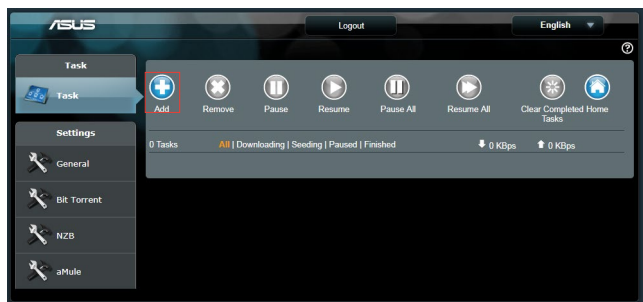 ASUS
Logout
English
?
Task
Task
Add
Remove
Pause
Resume
Pause All
Resume All
Clear Completed Tasks
Home
0 Tasks
All | Downloading | Seeding | Paused | Finished
0 KBps
0 KBps
Settings
General
Bit Torrent
NZB
aMule